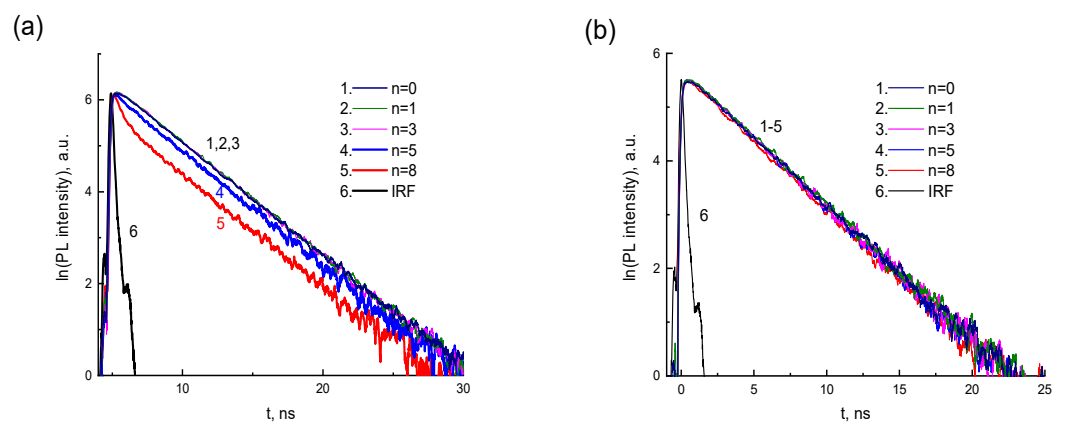 (a)
ln(PL intensity), a.u.
6
4
2
0
1. n=0
2. n=1
3. n=3
4. n=5
5. n=8
6. IRF
1,2,3
4
5
6
5 10 15 20 25 30
t, ns
(b)
ln(PL intensity), a.u.
6
4
2
0
1. n=0
2. n=1
3. n=3
4. n=5
5. n=8
6. IRF
1-5
6
0 5 10 15 20 25
t, ns